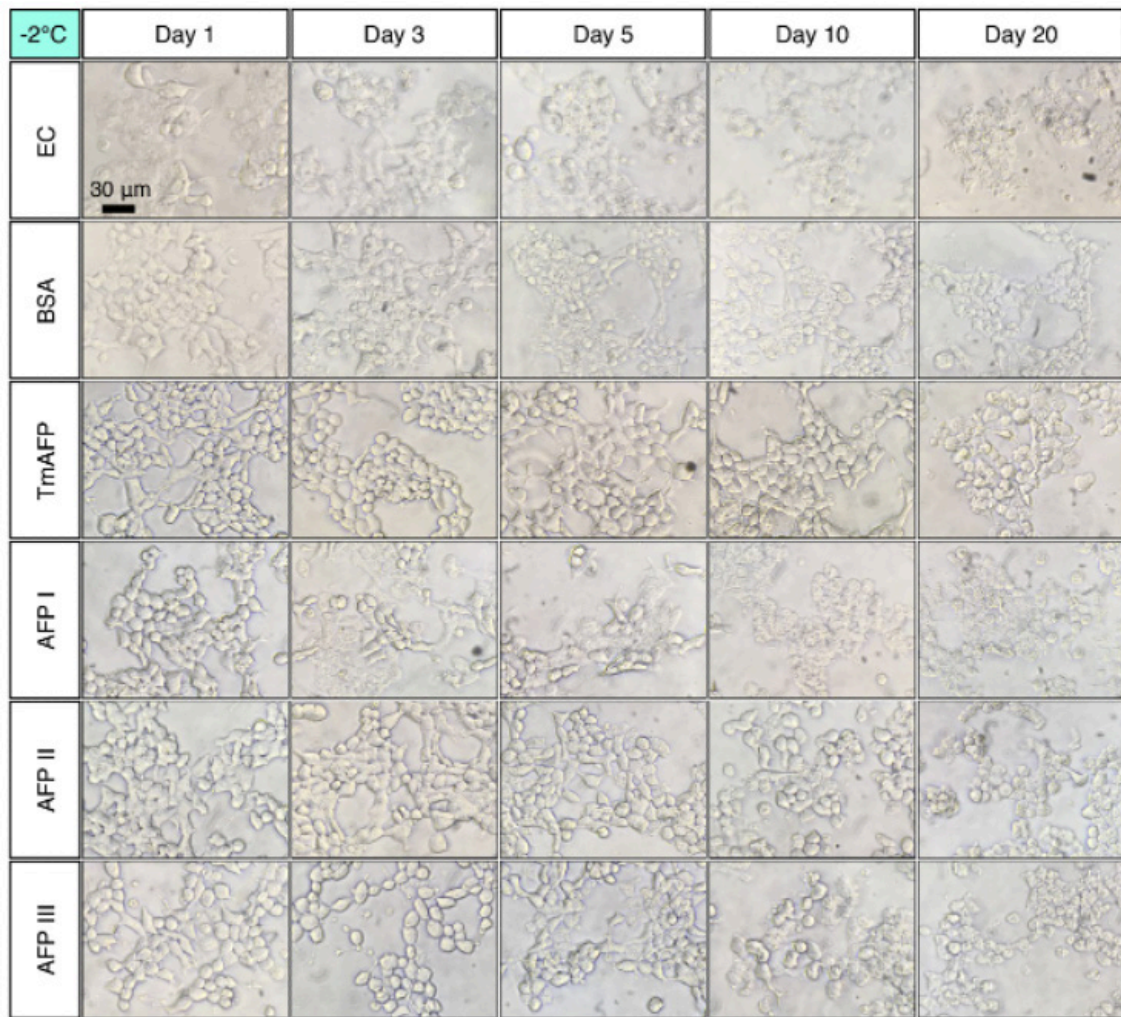 -2°C Day 1 Day 3 Day 5 Day 10 Day 20
EC
30 μm
BSA
TmAFP
AFP I
AFP II
AFP III